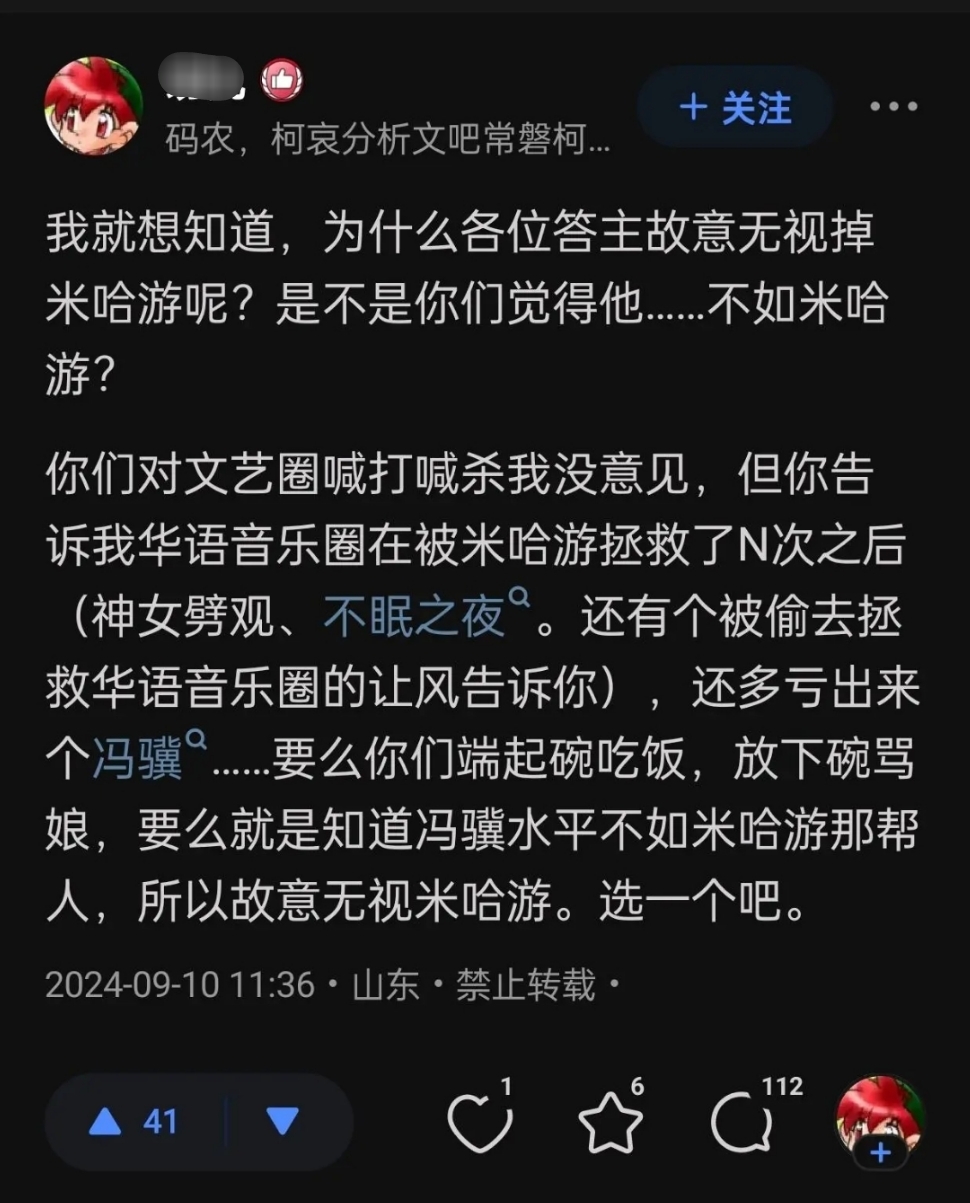 码农，柯哀分析文吧常磐柯...
+ 关注
我就想知道，为什么各位答主故意无视掉
米哈游呢？是不是你们觉得他......不如米哈
游？
你们对文艺圈喊打喊杀我没意见，但你告
诉我华语音乐圈在被米哈游拯救了N次之后
（神女劈观、不眠之夜。还有个被偷去拯
救华语音乐圈的让风告诉你），还多亏出来
个冯骥......要么你们端起碗吃饭，放下碗骂
娘，要么就是知道冯骥水平不如米哈游那帮
人，所以故意无视米哈游。选一个吧。
2024-09-10 11:36・山东・禁止转载・
41
1
6
112